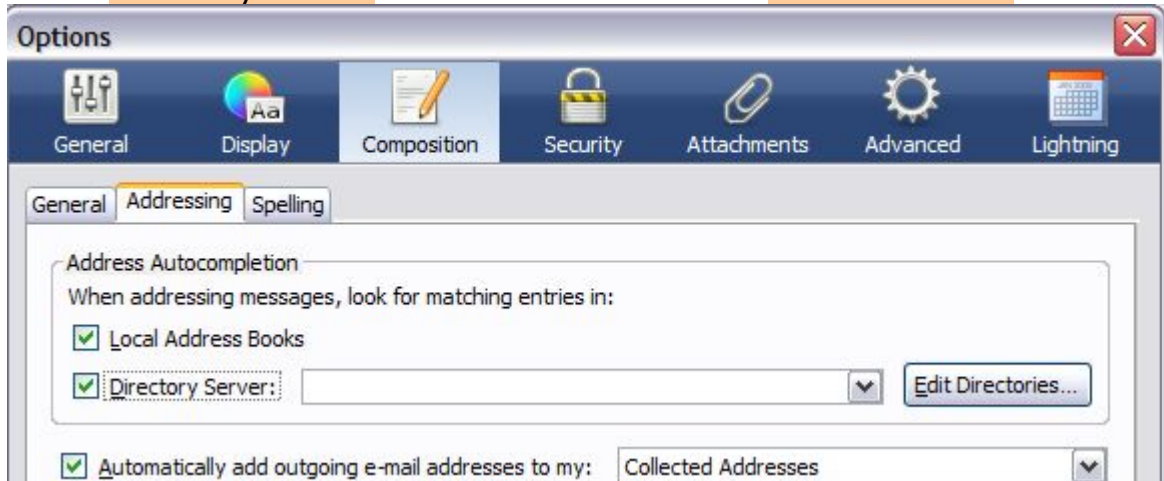 Options
General Display Composition Security Attachments Advanced Lightning
General Addressing Spelling
Address Autocompletion
When addressing messages, look for matching entries in:
Local Address Books
Directory Server: Edit Directories...
Automatically add outgoing e-mail addresses to my: Collected Addresses